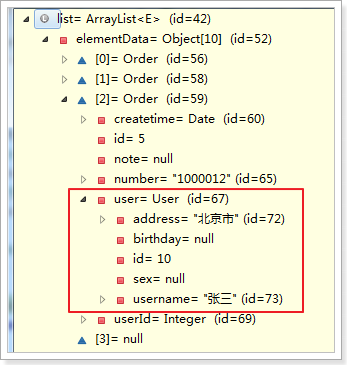 list= ArrayList<E> (id=42)
elementData= Object[10] (id=52)
[0]= Order (id=56)
[1]= Order (id=58)
[2]= Order (id=59)
createtime= Date (id=60)
id= 5
note= null
number= "1000012" (id=65)
user= User (id=67)
address= "北京市" (id=72)
birthday= null
id= 10
sex= null
username= "张三" (id=73)
userId= Integer (id=69)
[3]= null